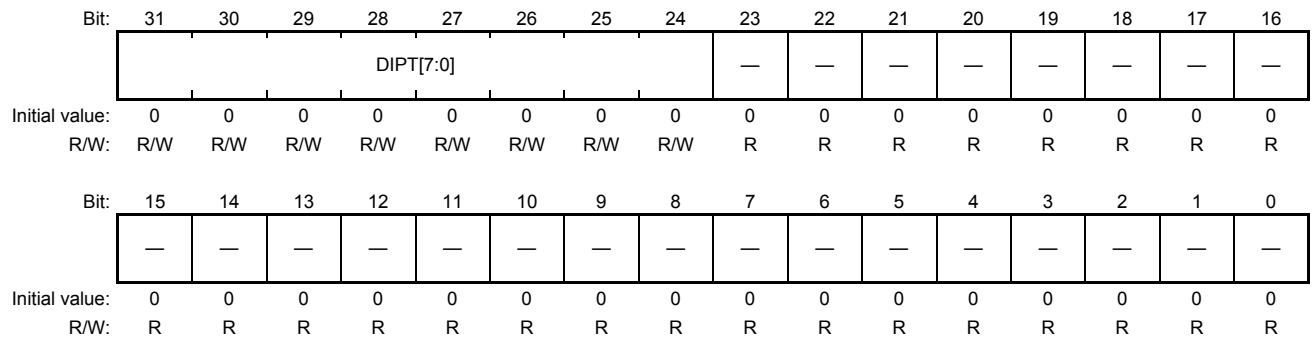 Bit: 31 30 29 28 27 26 25 24 23 22 21 20 19 18 17 16
DIPT[7:0] — — — — — — — —
Initial value: 0 0 0 0 0 0 0 0 0 0 0 0 0 0 0 0
R/W: R/W R/W R/W R/W R/W R/W R/W R/W R R R R R R R R
Bit: 15 14 13 12 11 10 9 8 7 6 5 4 3 2 1 0
— — — — — — — — — — — — — — — —
Initial value: 0 0 0 0 0 0 0 0 0 0 0 0 0 0 0 0
R/W: R R R R R R R R R R R R R R R R